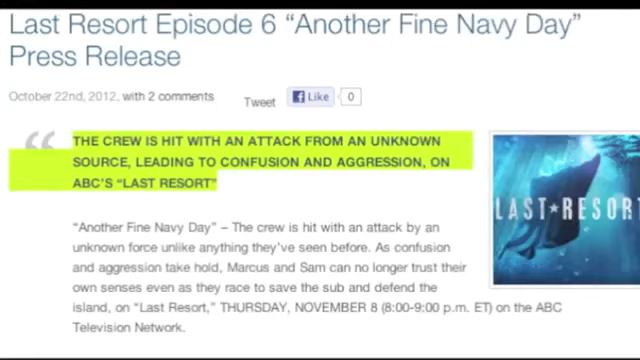 Last Resort Episode 6 “Another Fine Navy Day”
Press Release
October 22nd, 2012, with 2 comments
Tweet
Like
0
“
THE CREW IS HIT WITH AN ATTACK FROM AN UNKNOWN
SOURCE, LEADING TO CONFUSION AND AGGRESSION, ON
ABC’S “LAST RESORT”
LAST★RESORT
“Another Fine Navy Day” – The crew is hit with an attack by an
unknown force unlike anything they’ve seen before. As confusion
and aggression take hold, Marcus and Sam can no longer trust their
own senses even as they race to save the sub and defend the
island, on “Last Resort,” THURSDAY, NOVEMBER 8 (8:00-9:00 p.m. ET) on the ABC
Television Network.